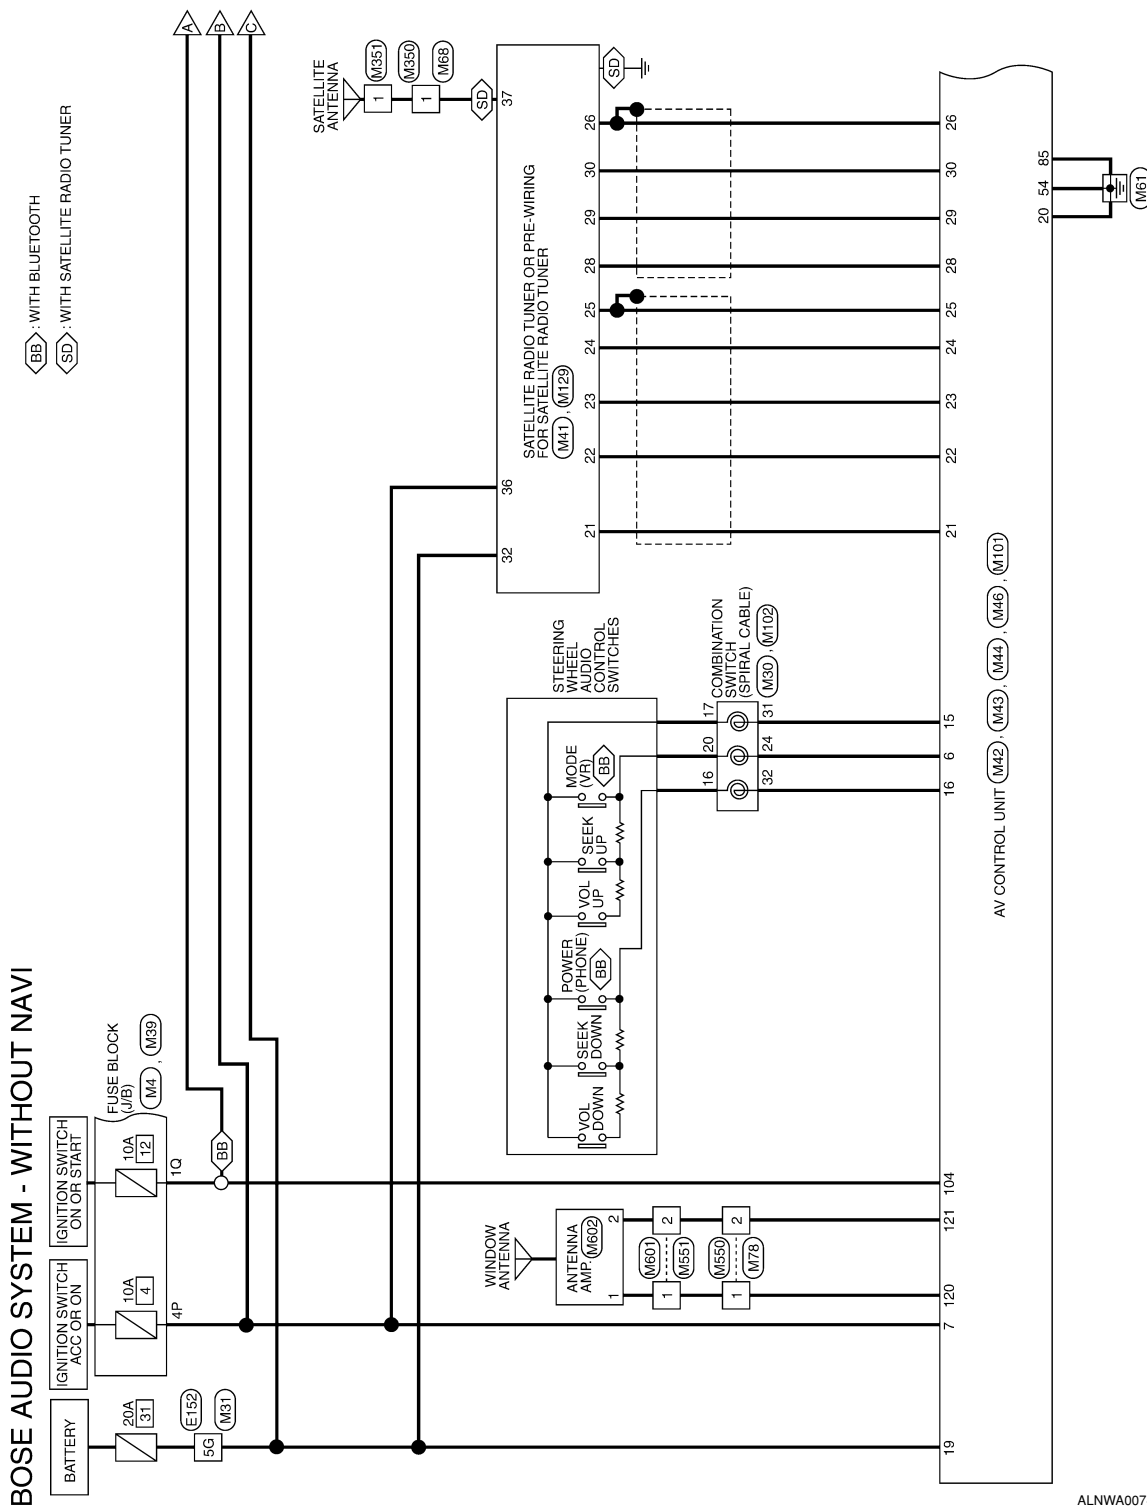 BOSE AUDIO SYSTEM - WITHOUT NAVI
BB : WITH BLUETOOTH
SD : WITH SATELLITE RADIO TUNER
BATTERY
IGNITION SWITCH
ACC OR ON
IGNITION SWITCH
ON OR START
20A
31
10A
4
10A
12
FUSE BLOCK
(J/B)
M4 , M39
5G
E152
M31
4P
1Q
BB
A
B
C
SATELLITE
ANTENNA
1
M351
M350
1
M68
SD
37
SD
32
36
SATELLITE RADIO TUNER OR PRE-WIRING
FOR SATELLITE RADIO TUNER
M41 , M129
21
22
23
24
25
28
29
30
26
WINDOW
ANTENNA
ANTENNA
AMP.
M602
1
2
1
M601
M551
2
1
M550
M78
2
STEERING
WHEEL
AUDIO
CONTROL
SWITCHES
VOL
DOWN
SEEK
DOWN
POWER
(PHONE)
BB
VOL
UP
SEEK
UP
MODE
(VR)
BB
16
20
17
COMBINATION
SWITCH
(SPIRAL CABLE)
M30 , M102
32
24
31
19
7
120
121
104
16
6
15
21
22
23
24
25
28
29
30
26
AV CONTROL UNIT M42 , M43 , M44 , M46 , M101
20
54
85
M61
ALNWA007